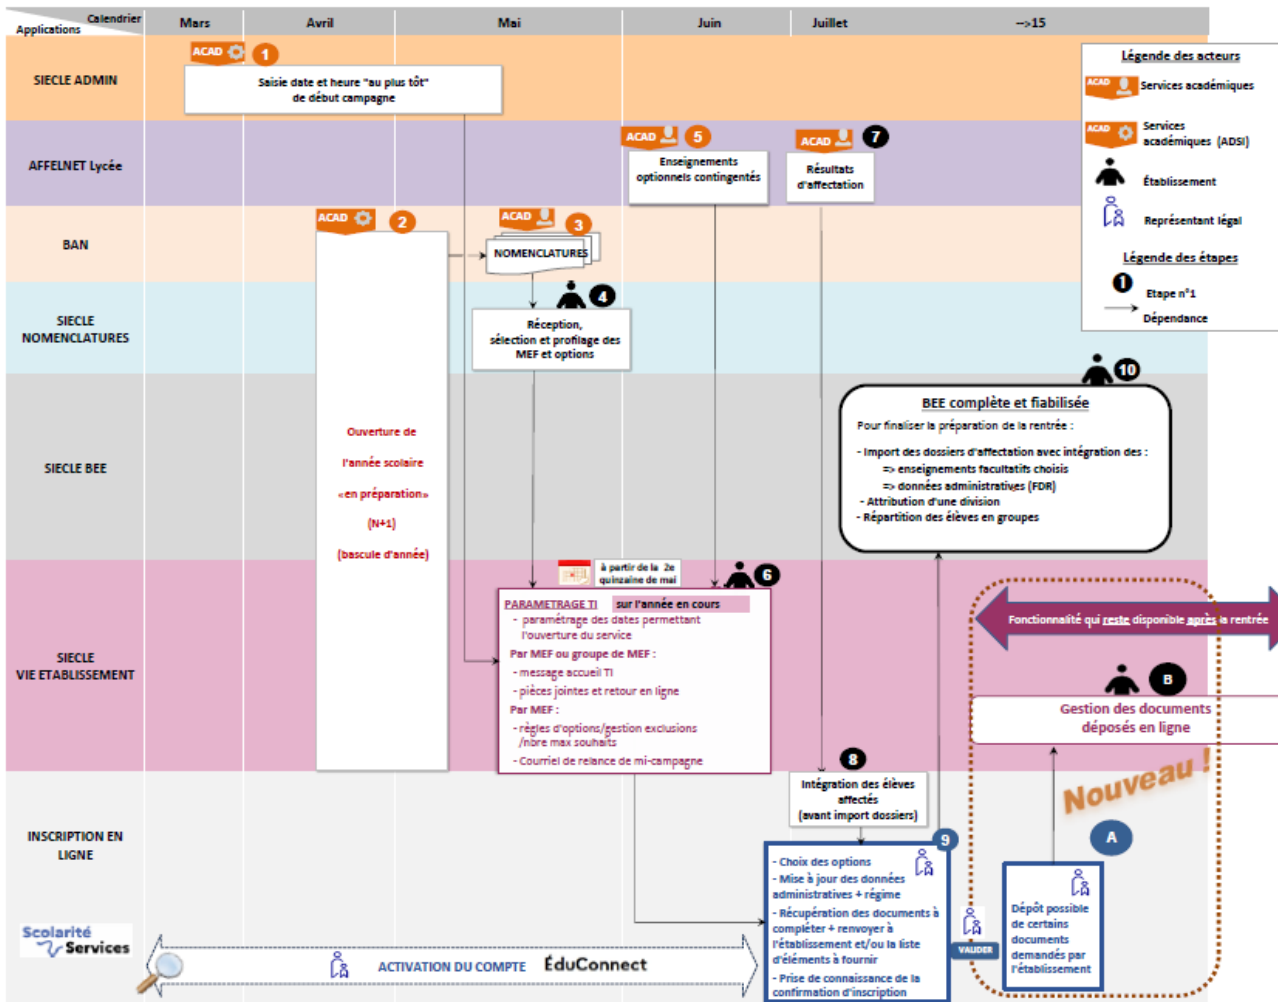 Calendrier
Applications
Mars
Avril
Mai
Juin
Juillet
-->15
SIECLE ADMIN
ACAD
1
Saisie date et heure "au plus tôt"
de début campagne
Légende des acteurs
ACAD
Services académiques
ACAD
Services
académiques (ADSI)
Établissement
Représentant légal
Légende des étapes
1
Etape n°1
Dépendance
AFFELNET Lycée
ACAD
5
Enseignements
optionnels contingentés
ACAD
7
Résultats
d'affectation
BAN
ACAD
2
ACAD
3
NOMENCLATURES
SIECLE
NOMENCLATURES
4
Réception,
sélection et profilage des
MEF et options
SIECLE BEE
Ouverture de
l'année scolaire
«en préparation»
(N+1)
(bascule d'année)
10
BEE complète et fiabilisée
Pour finaliser la préparation de la rentrée :
- Import des dossiers d'affectation avec intégration des :
=> enseignements facultatifs choisis
=> données administratives (FDR)
- Attribution d'une division
- Répartition des élèves en groupes
SIECLE
VIE ETABLISSEMENT
à partir de la 2e
quinzaine de mai
6
PARAMETRAGE TI sur l'année en cours
- paramétrage des dates permettant
l'ouverture du service
Par MEF ou groupe de MEF :
- message accueil TI
- pièces jointes et retour en ligne
Par MEF :
- règles d'options/gestion exclusions
/nbre max souhaits
- Courriel de relance de mi-campagne
Fonctionnalité qui reste disponible après la rentrée
B
Gestion des documents
déposés en ligne
Nouveau !
INSCRIPTION EN
LIGNE
8
Intégration des élèves
affectés
(avant import dossiers)
9
- Choix des options
- Mise à jour des données
administratives + régime
- Récupération des documents à
compléter + renvoyer à
l'établissement et/ou la liste
d'éléments à fournir
- Prise de connaissance de la
confirmation d'inscription
VALIDER
A
Dépôt possible
de certains
documents
demandés par
l'établissement
Scolarité
Services
ACTIVATION DU COMPTE ÉduConnect